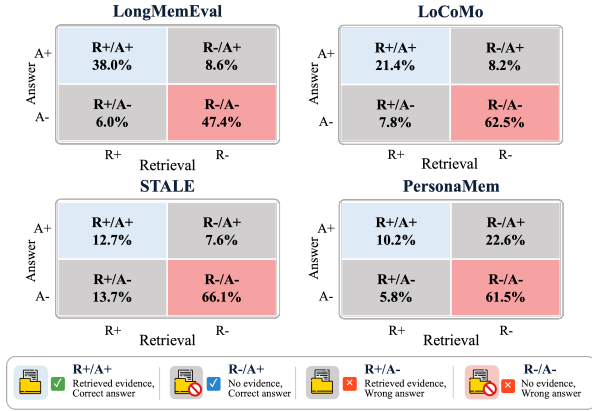 LongMemEval
LoCoMo
A+
R+/A+
38.0%
R-/A+
8.6%
A-
R+/A-
6.0%
R-/A-
47.4%
Answer
R+
R-
Retrieval
A+
R+/A+
21.4%
R-/A+
8.2%
A-
R+/A-
7.8%
R-/A-
62.5%
Answer
R+
R-
Retrieval
STALE
PersonaMem
A+
R+/A+
12.7%
R-/A+
7.6%
A-
R+/A-
13.7%
R-/A-
66.1%
Answer
R+
R-
Retrieval
A+
R+/A+
10.2%
R-/A+
22.6%
A-
R+/A-
5.8%
R-/A-
61.5%
Answer
R+
R-
Retrieval
R+/A+
Retrieved evidence,
Correct answer
R-/A+
No evidence,
Correct answer
R+/A-
Retrieved evidence,
Wrong answer
R-/A-
No evidence,
Wrong answer